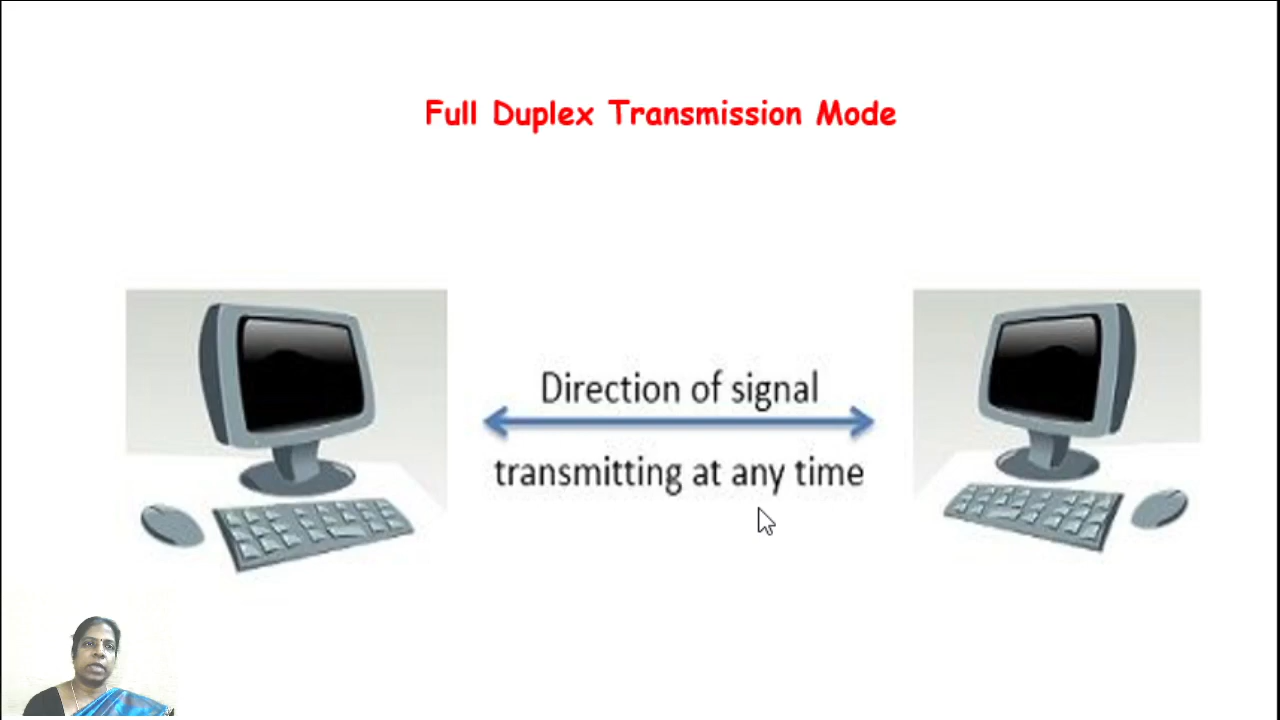 Full Duplex Transmission Mode
Direction of signal
transmitting at any time